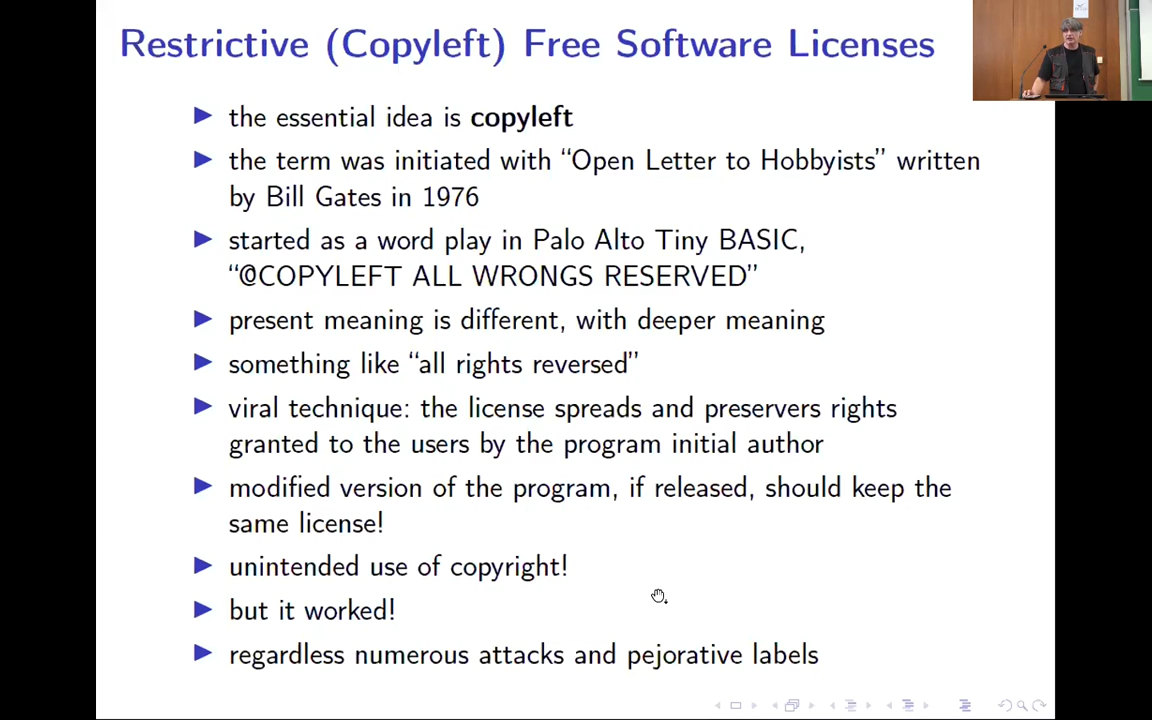 Restrictive (Copyleft) Free Software Licenses
the essential idea is copyleft
the term was initiated with “Open Letter to Hobbyists” written
by Bill Gates in 1976
started as a word play in Palo Alto Tiny BASIC,
“@COPYLEFT ALL WRONGS RESERVED”
present meaning is different, with deeper meaning
something like “all rights reversed”
viral technique: the license spreads and preservers rights
granted to the users by the program initial author
modified version of the program, if released, should keep the
same license!
unintended use of copyright!
but it worked!
regardless numerous attacks and pejorative labels